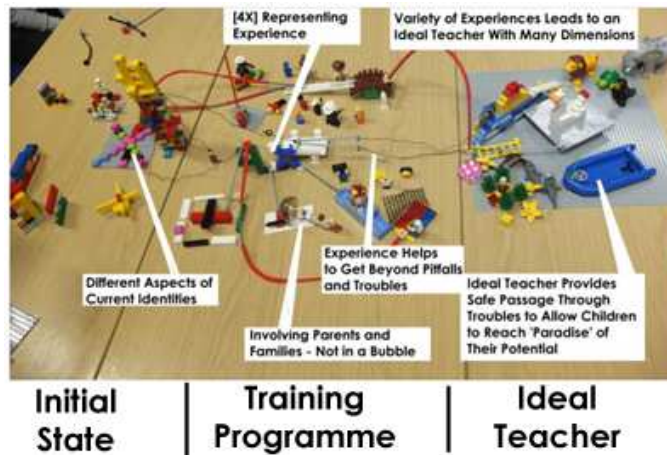 [4X] Representing
Experience
Variety of Experiences Leads to an
Ideal Teacher With Many Dimensions
Different Aspects of
Current Identities
Experience Helps
to Get Beyond Pitfalls
and Troubles
Involving Parents and
Families - Not in a Bubble
Ideal Teacher Provides
Safe Passage Through
Troubles to Allow Children
to Reach 'Paradise' of
Their Potential
Initial
State
Training
Programme
Ideal
Teacher